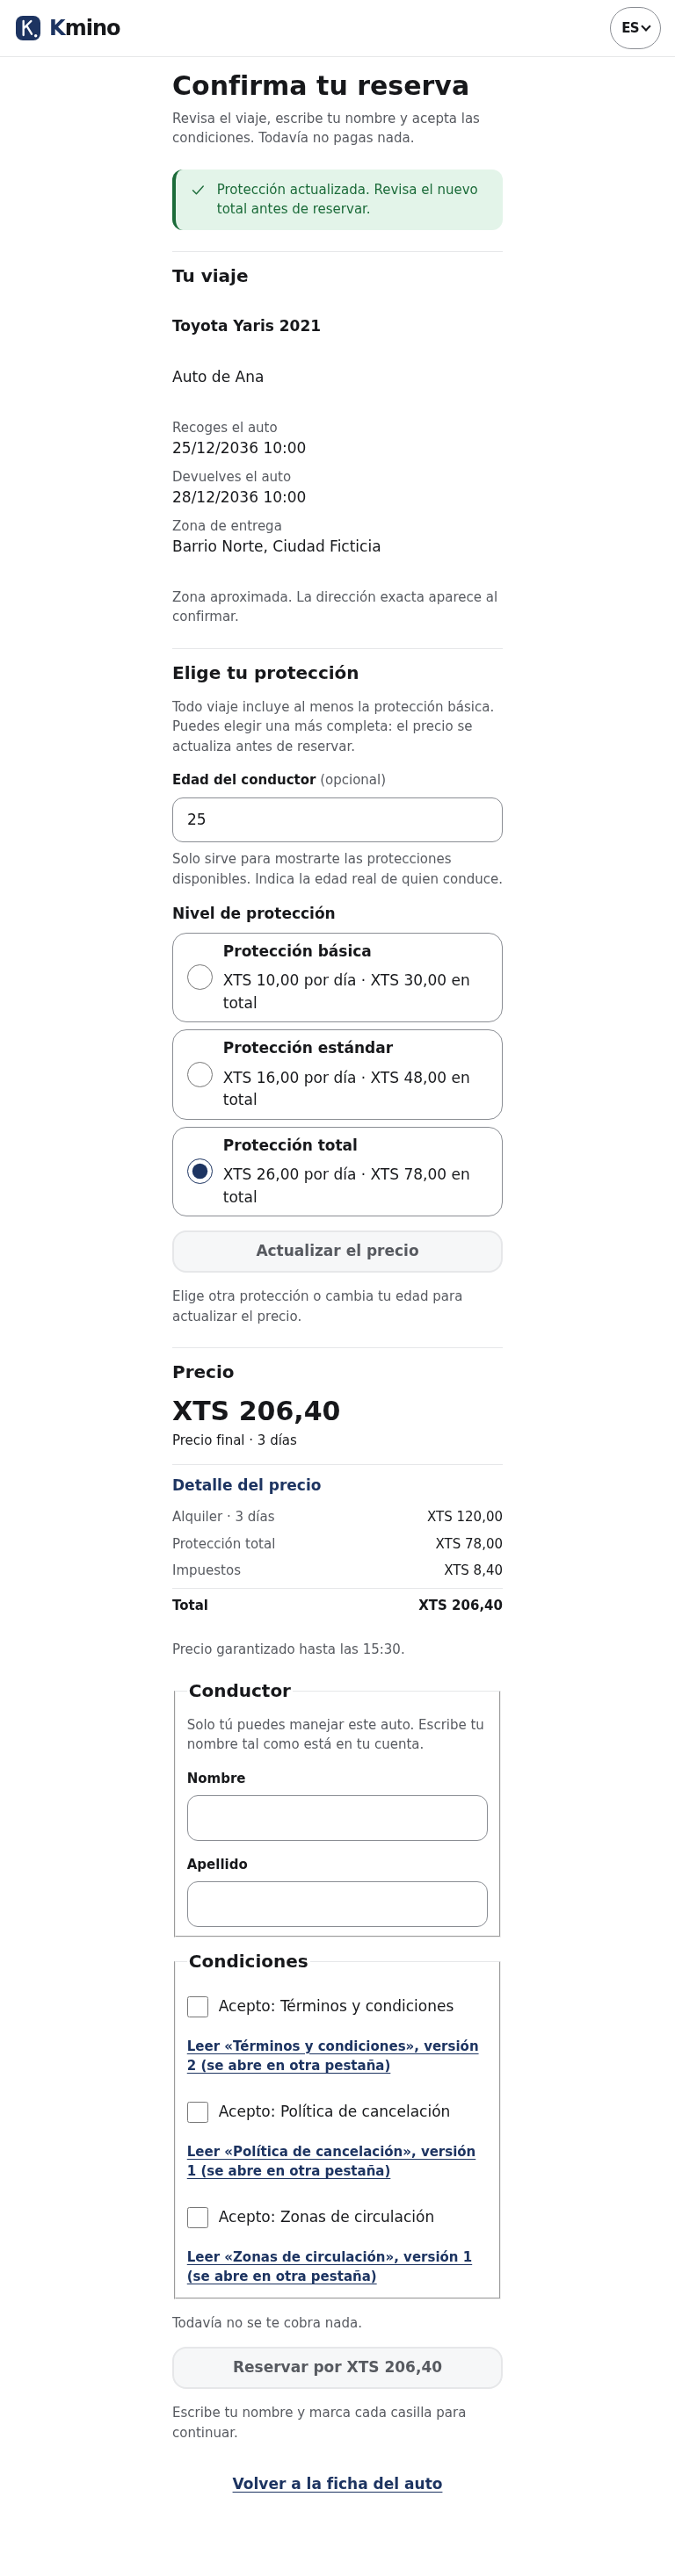 Kmino
ES
Confirma tu reserva
Revisa el viaje, escribe tu nombre y acepta las
condiciones. Todavía no pagas nada.
Protección actualizada. Revisa el nuevo
total antes de reservar.
Tu viaje
Toyota Yaris 2021
Auto de Ana
Recoges el auto
25/12/2036 10:00
Devuelves el auto
28/12/2036 10:00
Zona de entrega
Barrio Norte, Ciudad Ficticia
Zona aproximada. La dirección exacta aparece al
confirmar.
Elige tu protección
Todo viaje incluye al menos la protección básica.
Puedes elegir una más completa: el precio se
actualiza antes de reservar.
Edad del conductor (opcional)
25
Solo sirve para mostrarte las protecciones
disponibles. Indica la edad real de quien conduce.
Nivel de protección
Protección básica
XTS 10,00 por día · XTS 30,00 en
total
Protección estándar
XTS 16,00 por día · XTS 48,00 en
total
Protección total
XTS 26,00 por día · XTS 78,00 en
total
Actualizar el precio
Elige otra protección o cambia tu edad para
actualizar el precio.
Precio
XTS 206,40
Precio final · 3 días
Detalle del precio
Alquiler · 3 días XTS 120,00
Protección total XTS 78,00
Impuestos XTS 8,40
Total XTS 206,40
Precio garantizado hasta las 15:30.
Conductor
Solo tú puedes manejar este auto. Escribe tu
nombre tal como está en tu cuenta.
Nombre
Apellido
Condiciones
Acepto: Términos y condiciones
Leer «Términos y condiciones», versión
2 (se abre en otra pestaña)
Acepto: Política de cancelación
Leer «Política de cancelación», versión
1 (se abre en otra pestaña)
Acepto: Zonas de circulación
Leer «Zonas de circulación», versión 1
(se abre en otra pestaña)
Todavía no se te cobra nada.
Reservar por XTS 206,40
Escribe tu nombre y marca cada casilla para
continuar.
Volver a la ficha del auto